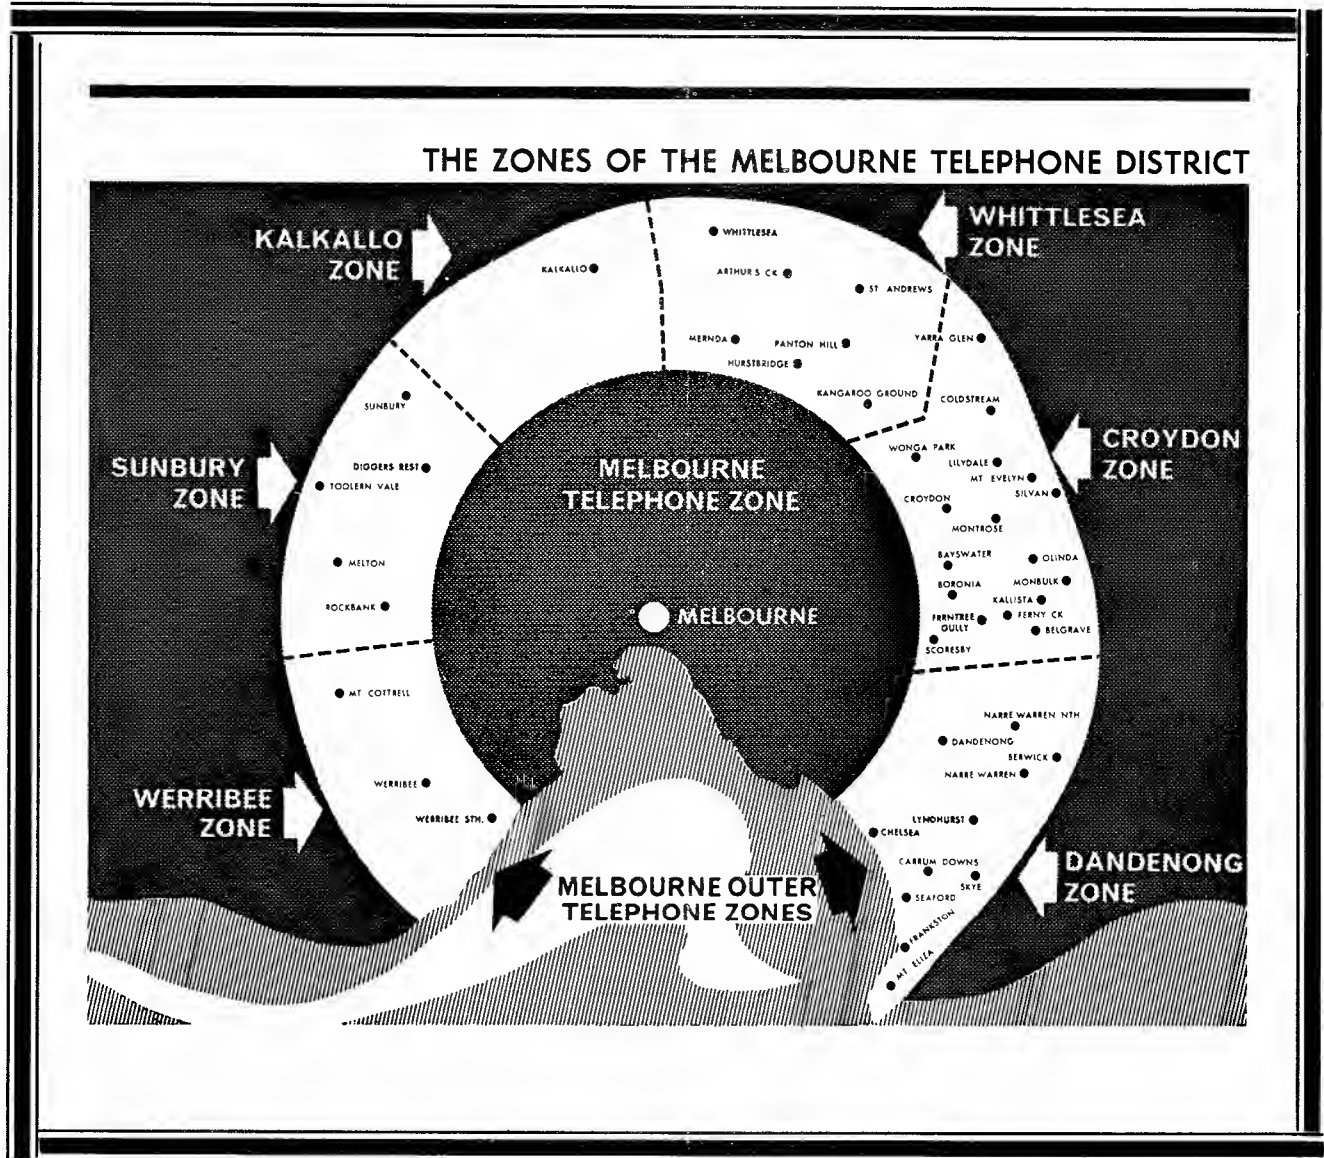 THE ZONES OF THE MELBOURNE TELEPHONE DISTRICT
KALKALLO
ZONE
WHITTLESEA
ZONE
WHITTLESEA
KALKALLO
ARTHURS CK
ST ANDREWS
MERNDA
PANTON HILL
YARRA GLEN
HURSTBRIDGE
KANGAROO GROUND
COLDSTREAM
SUNBURY
SUNBURY
ZONE
DIGGERS REST
TOOLERN VALE
MELBOURNE
TELEPHONE ZONE
WONGA PARK
LILYDALE
MT EVELYN
SILVAN
CROYDON
ZONE
CROYDON
MONTROSE
MELTON
BAYSWATER
OLINDA
BORONIA
MONBULK
KALLISTA
ROCKBANK
MELBOURNE
FRRNTREE
GULLY
FERNY CK
BELGRAVE
SCORESBY
MT COTTRELL
NARRE WARREN NTH
DANDENONG
BERWICK
NARRE WARREN
WERRIBEE
ZONE
WERRIBEE
WERRIBEE STH.
LYNDHURST
CHELSEA
CARRUM DOWNS
SKYE
SEAFORD
DANDENONG
ZONE
MELBOURNE OUTER
TELEPHONE ZONES
FRANKSTON
MT ELIZA